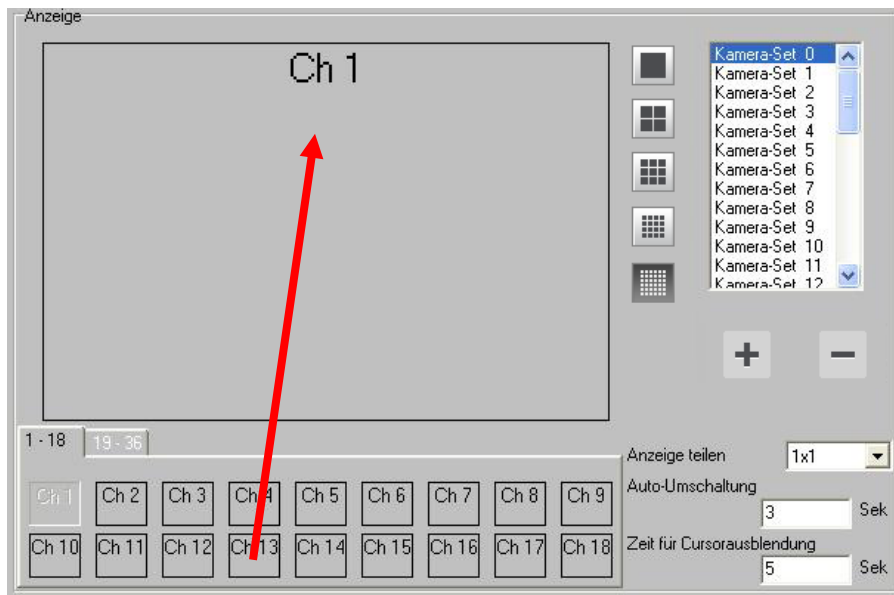 Anzeige
Ch 1
Kamera-Set 0
Kamera-Set 1
Kamera-Set 2
Kamera-Set 3
Kamera-Set 4
Kamera-Set 5
Kamera-Set 6
Kamera-Set 7
Kamera-Set 8
Kamera-Set 9
Kamera-Set 10
Kamera-Set 11
Kamera-Set 12
1 - 18 19 - 36
Ch 1 Ch 2 Ch 3 Ch 4 Ch 5 Ch 6 Ch 7 Ch 8 Ch 9
Ch 10 Ch 11 Ch 12 Ch 13 Ch 14 Ch 15 Ch 16 Ch 17 Ch 18
Anzeige teilen 1x1
Auto-Umschaltung
3 Sek
Zeit für Cursorausblendung
5 Sek